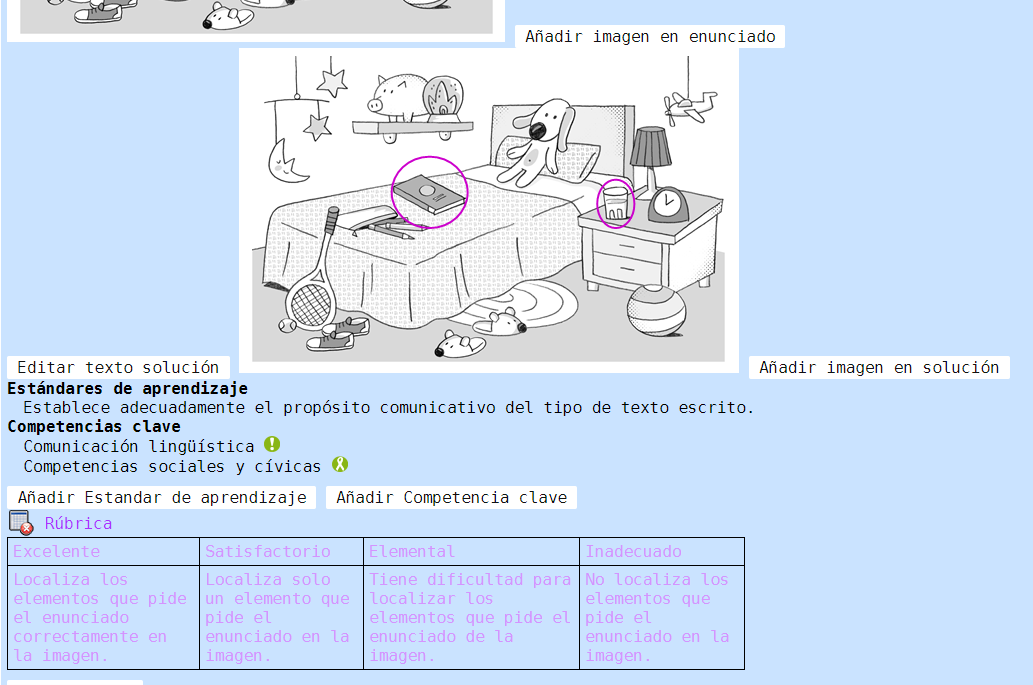 Añadir imagen en enunciado
Editar texto solución
Añadir imagen en solución
Estándares de aprendizaje
Establece adecuadamente el propósito comunicativo del tipo de texto escrito.
Competencias clave
Comunicación lingüística
Competencias sociales y cívicas
Añadir Estandar de aprendizaje
Añadir Competencia clave
Rúbrica
Excelente
Satisfactorio
Elemental
Inadecuado
Localiza los
elementos que pide
el enunciado
correctamente en
la imagen.
Localiza solo
un elemento que
pide el
enunciado en la
imagen.
Tiene dificultad para
localizar los
elementos que pide el
enunciado de la
imagen.
No localiza los
elementos que
pide el
enunciado en la
imagen.